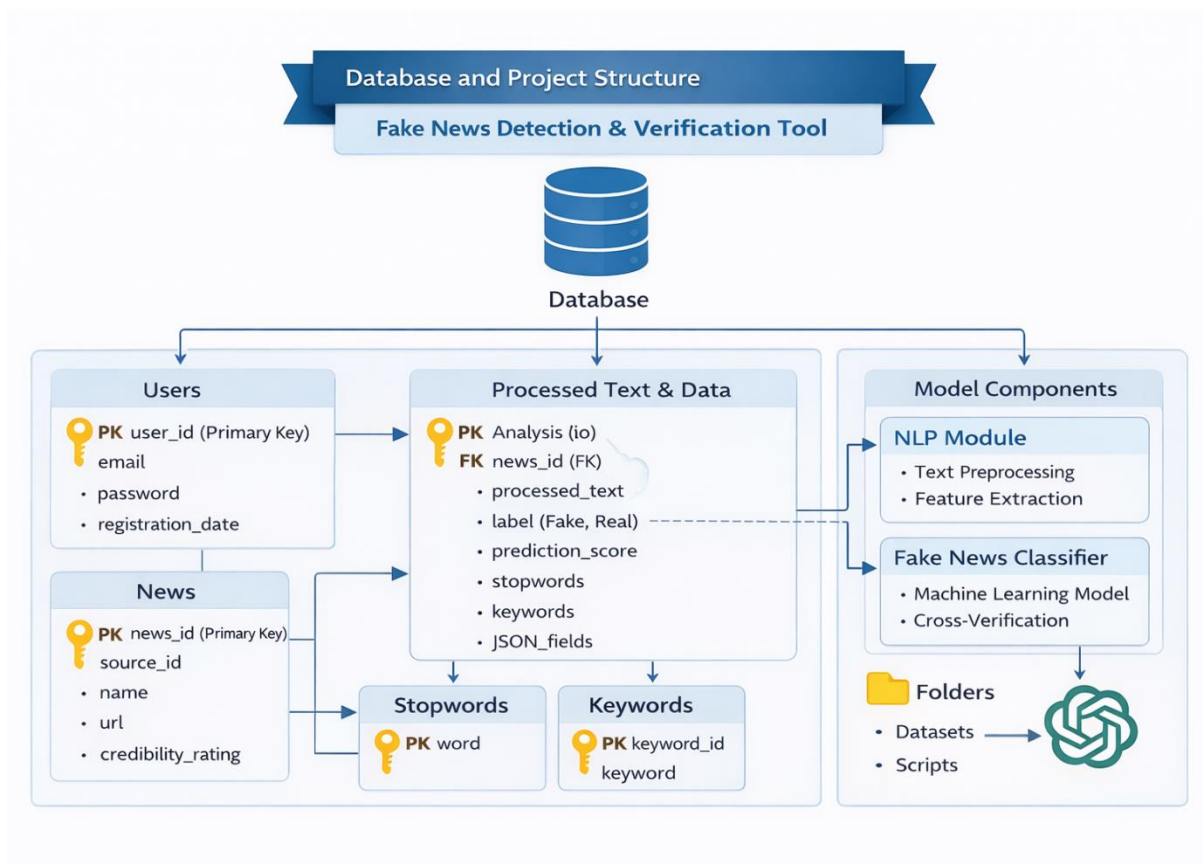 Database and Project Structure
Fake News Detection & Verification Tool
Database
Users
PK user_id (Primary Key)
email
• password
• registration_date
News
PK news_id (Primary Key)
source_id
• name
• url
• credibility_rating
Processed Text & Data
PK Analysis (io)
FK news_id (FK)
• processed_text
• label (Fake, Real)
• prediction_score
• stopwords
• keywords
• JSON_fields
Stopwords
PK word
Keywords
PK keyword_id
keyword
Model Components
NLP Module
• Text Preprocessing
• Feature Extraction
Fake News Classifier
• Machine Learning Model
• Cross-Verification
Folders
• Datasets
• Scripts